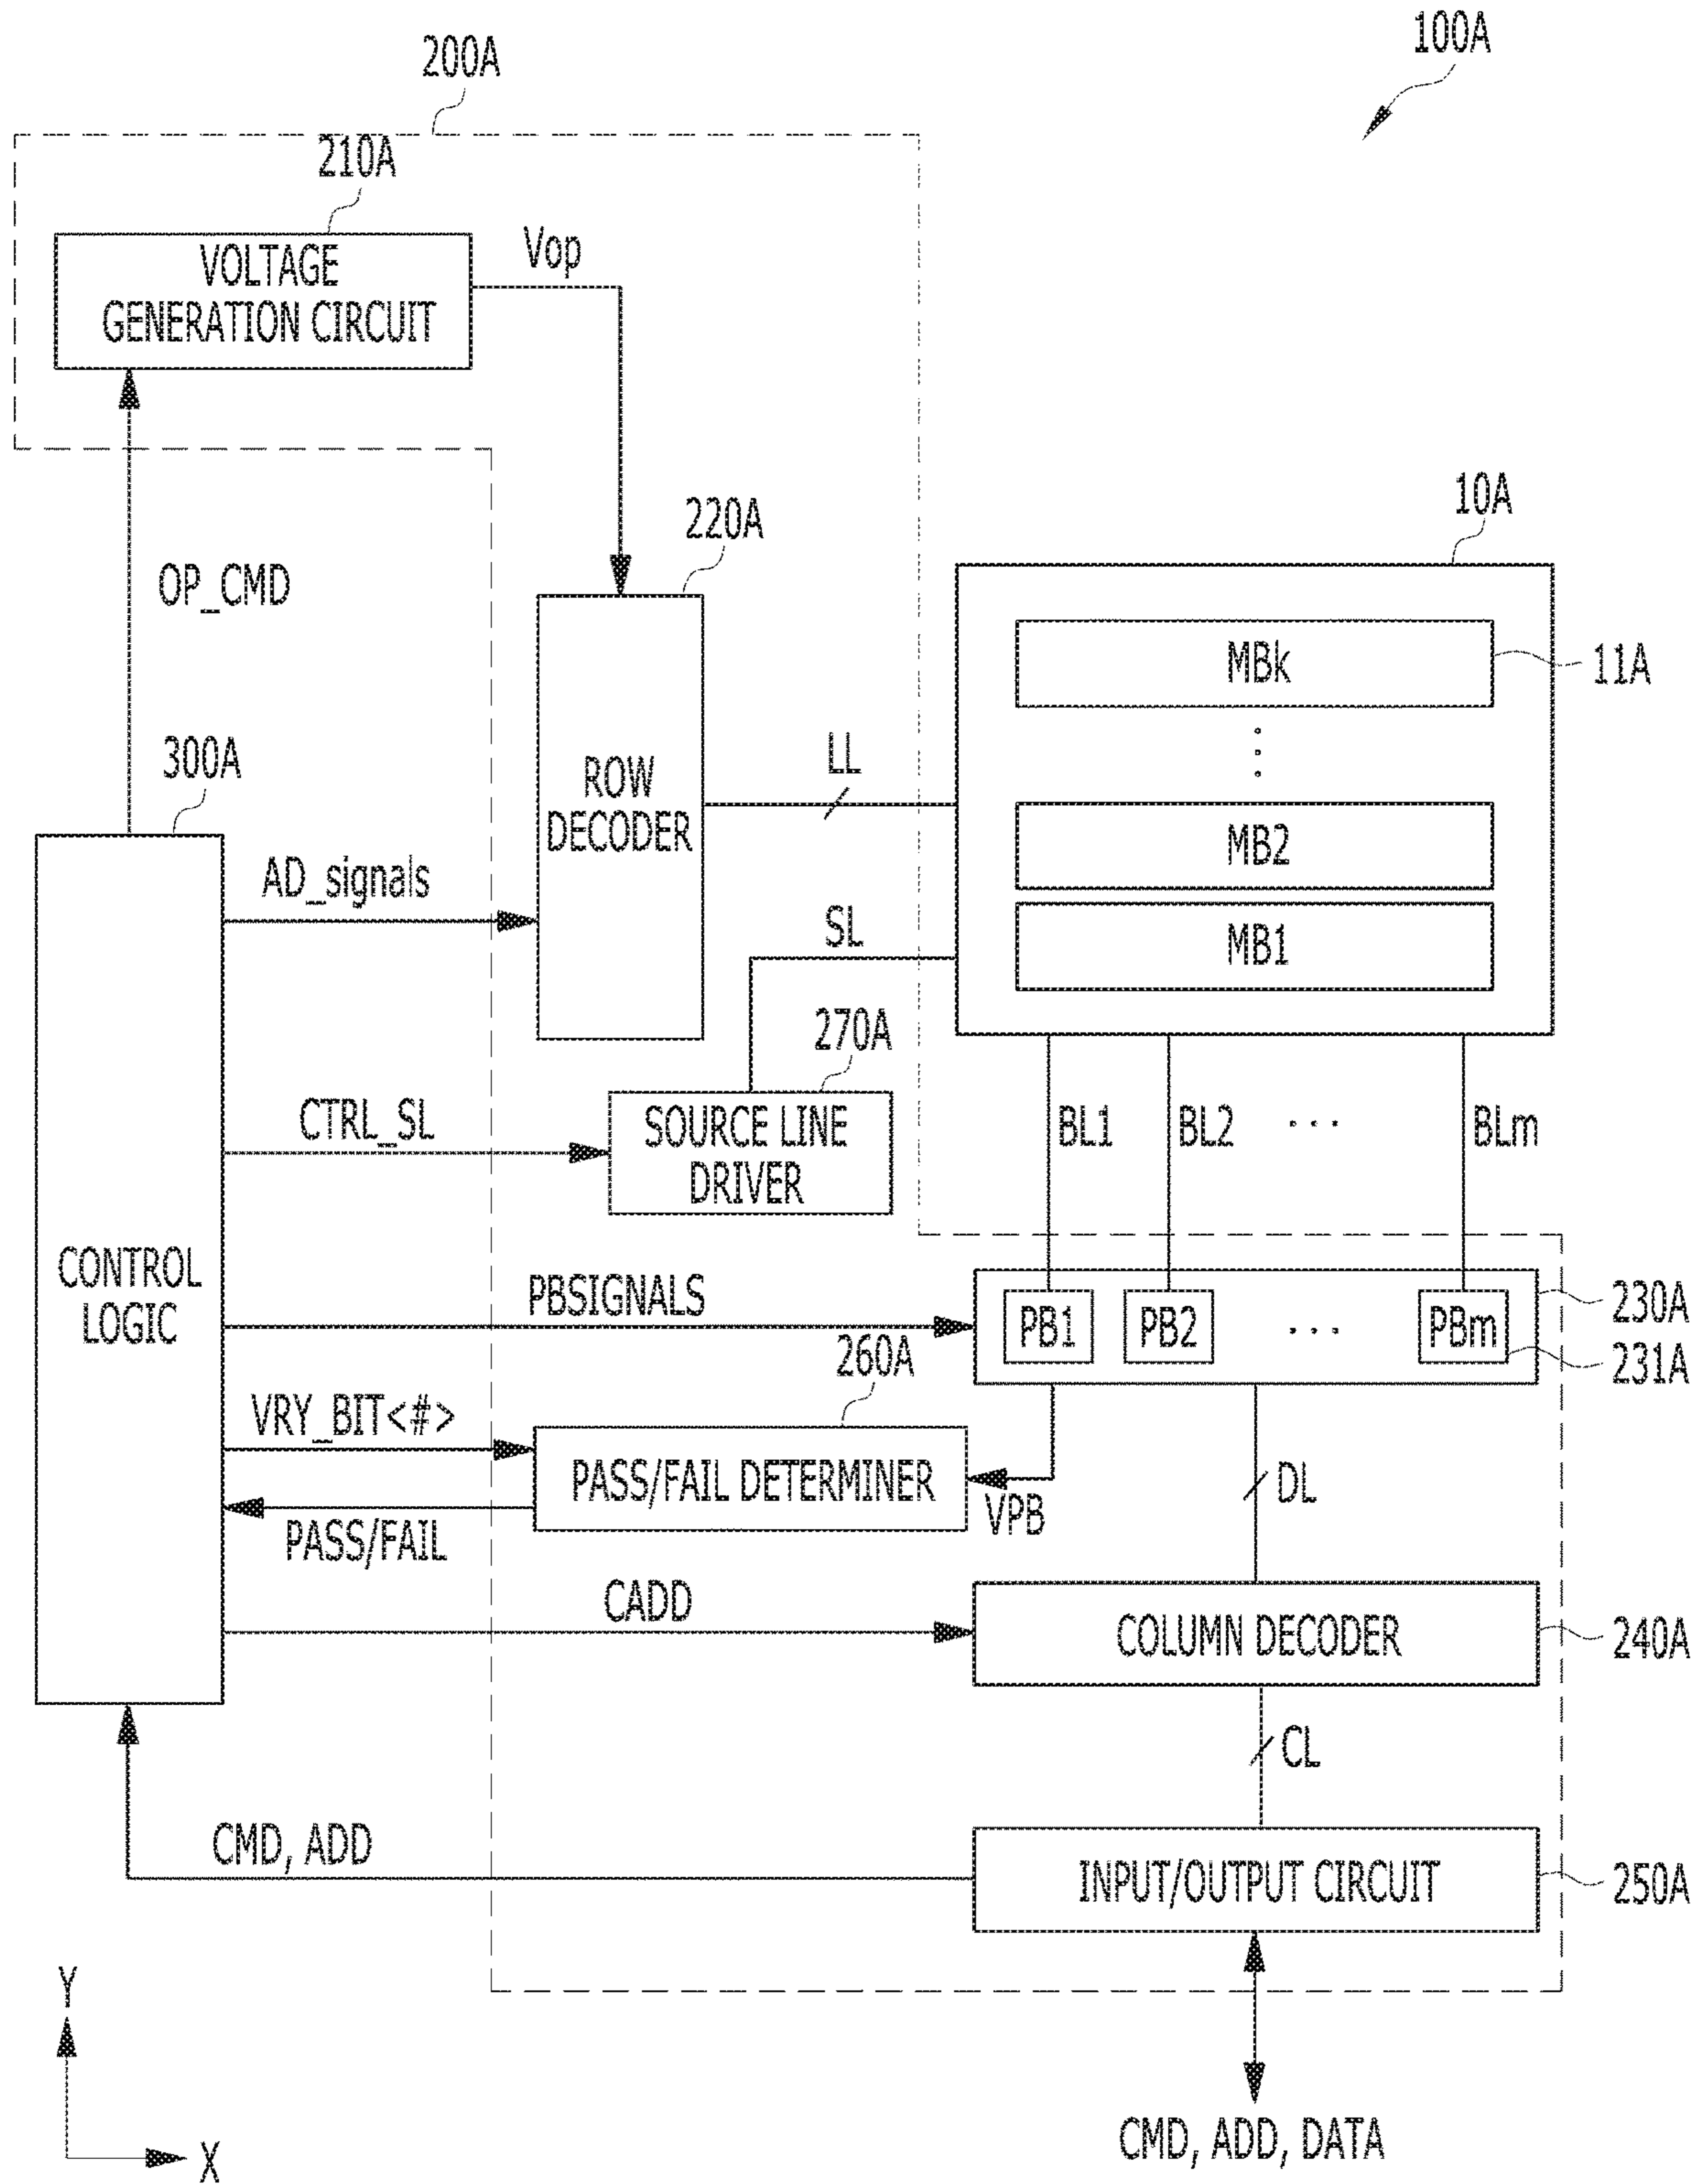 100A
200A
210A
VOLTAGE
GENERATION CIRCUIT
Vop
10A
220A
OP_CMD
MBk
11A
300A
LL
ROW
DECODER
MB2
AD_signals
SL
MB1
270A
CTRL_SL
SOURCE LINE
DRIVER
BL1
BL2
...
BLm
CONTROL
LOGIC
PBSIGNALS
PB1
PB2
...
PBm
230A
231A
260A
VRY_BIT<#>
PASS/FAIL DETERMINER
VPB
DL
PASS/FAIL
CADD
COLUMN DECODER
240A
CL
CMD, ADD
INPUT/OUTPUT CIRCUIT
250A
Y
X
CMD, ADD, DATA